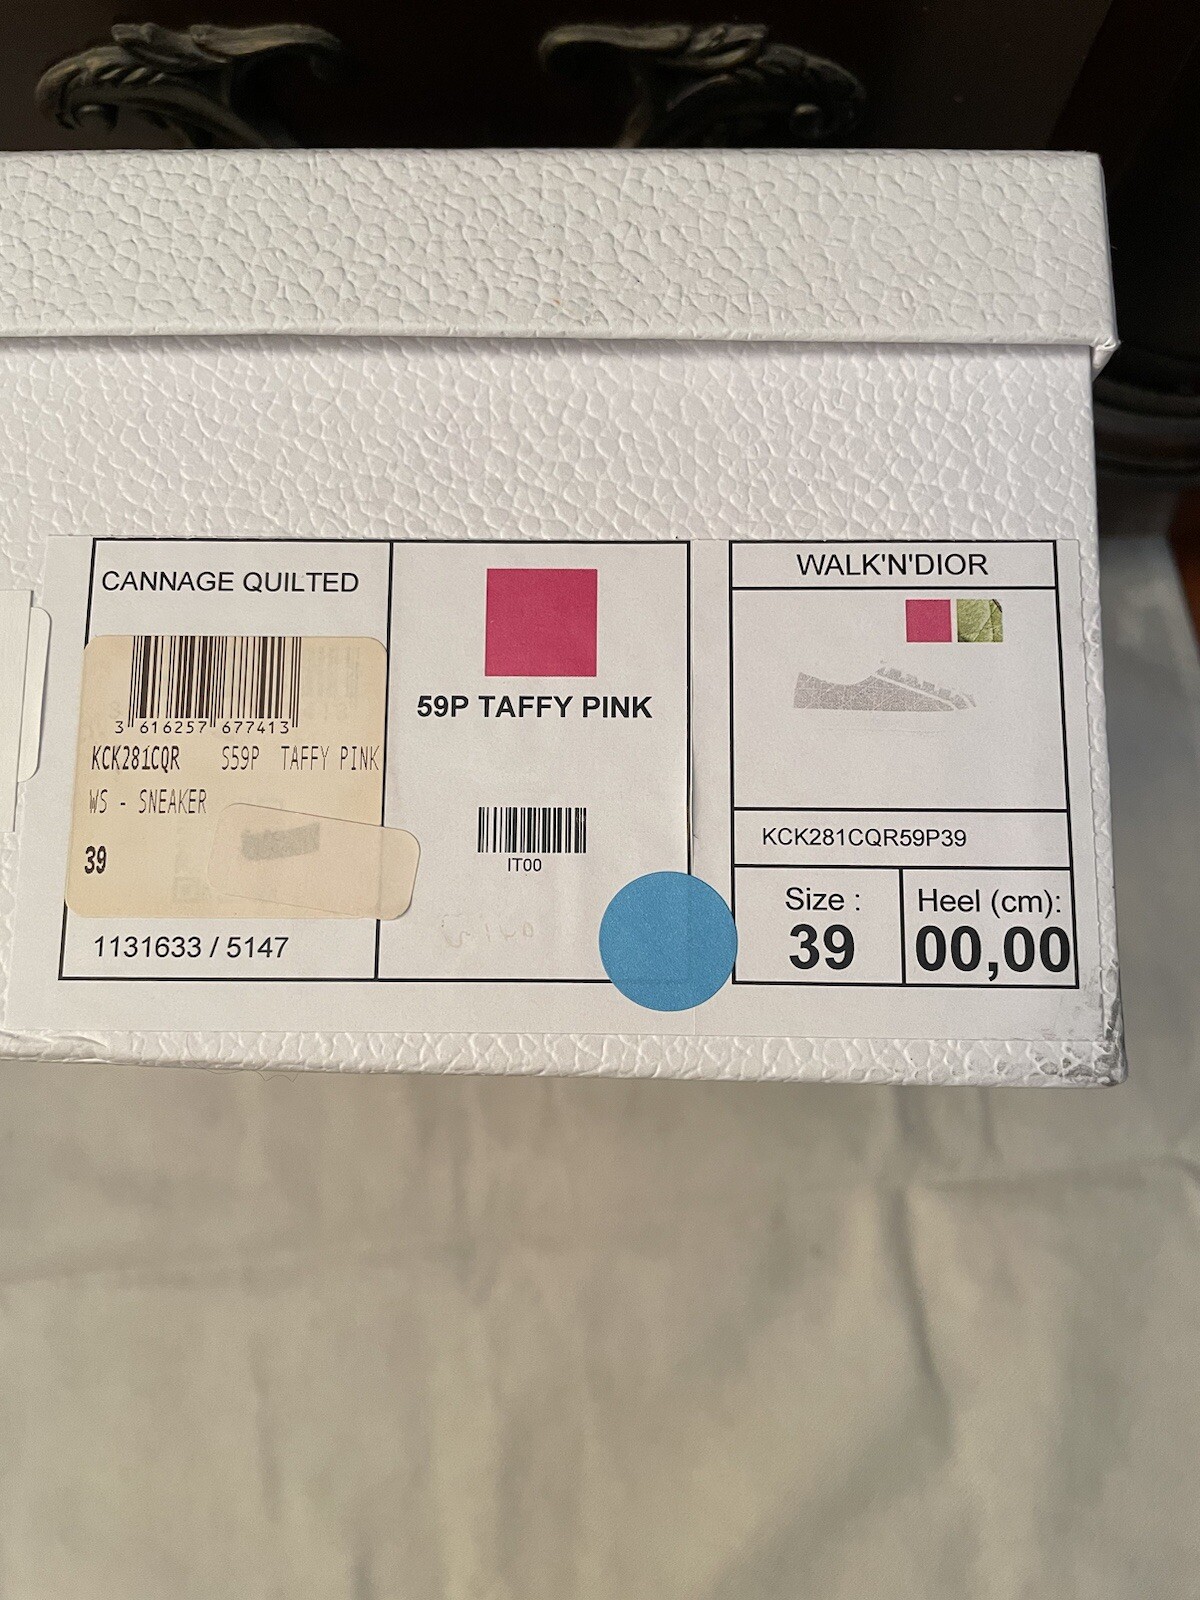 CANNAGE QUILTED
3 616257 677413
KCK281CQR S59P TAFFY PINK
WS - SNEAKER
39
1131633 / 5147
59P TAFFY PINK
IT00
WALK'N'DIOR
KCK281CQR59P39
Size :
39
Heel (cm):
00,00